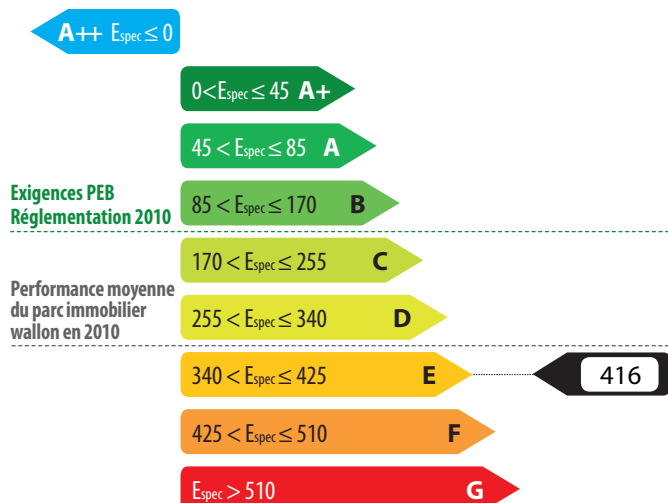 A++ Espec ≤ 0
0<Espec ≤ 45 A+
45 < Espec ≤ 85 A
Exigences PEB
Réglementation 2010
85 < Espec ≤ 170 B
170 < Espec ≤ 255 C
Performance moyenne
du parc immobilier
wallon en 2010
255 < Espec ≤ 340 D
340 < Espec ≤ 425 E
416
425 < Espec ≤ 510 F
Espec > 510 G